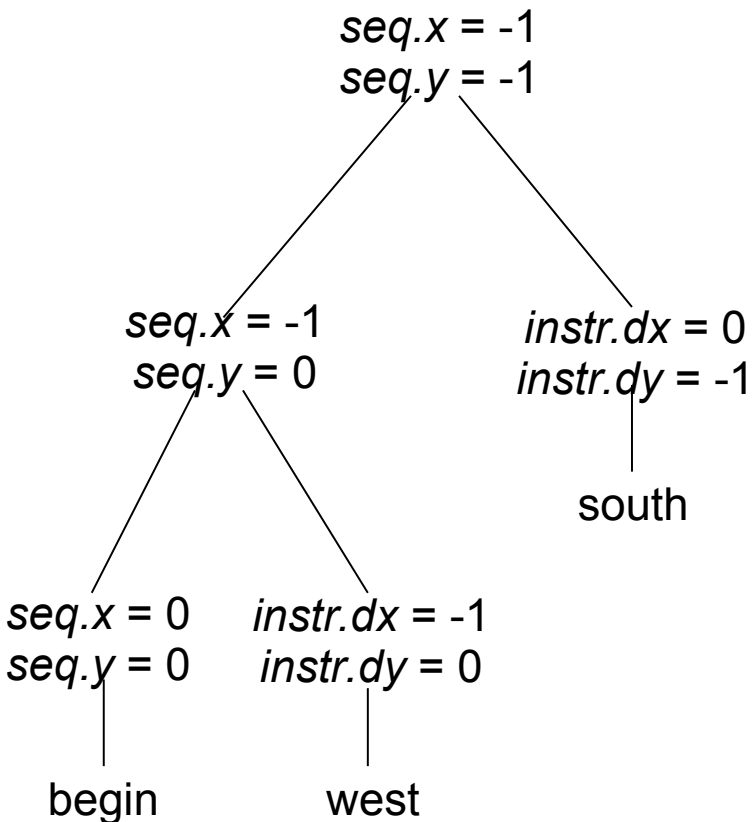 seq.x = -1
seq.y = -1
seq.x = -1
seq.y = 0
instr.dx = 0
instr.dy = -1
south
seq.x = 0
seq.y = 0
instr.dx = -1
instr.dy = 0
begin
west